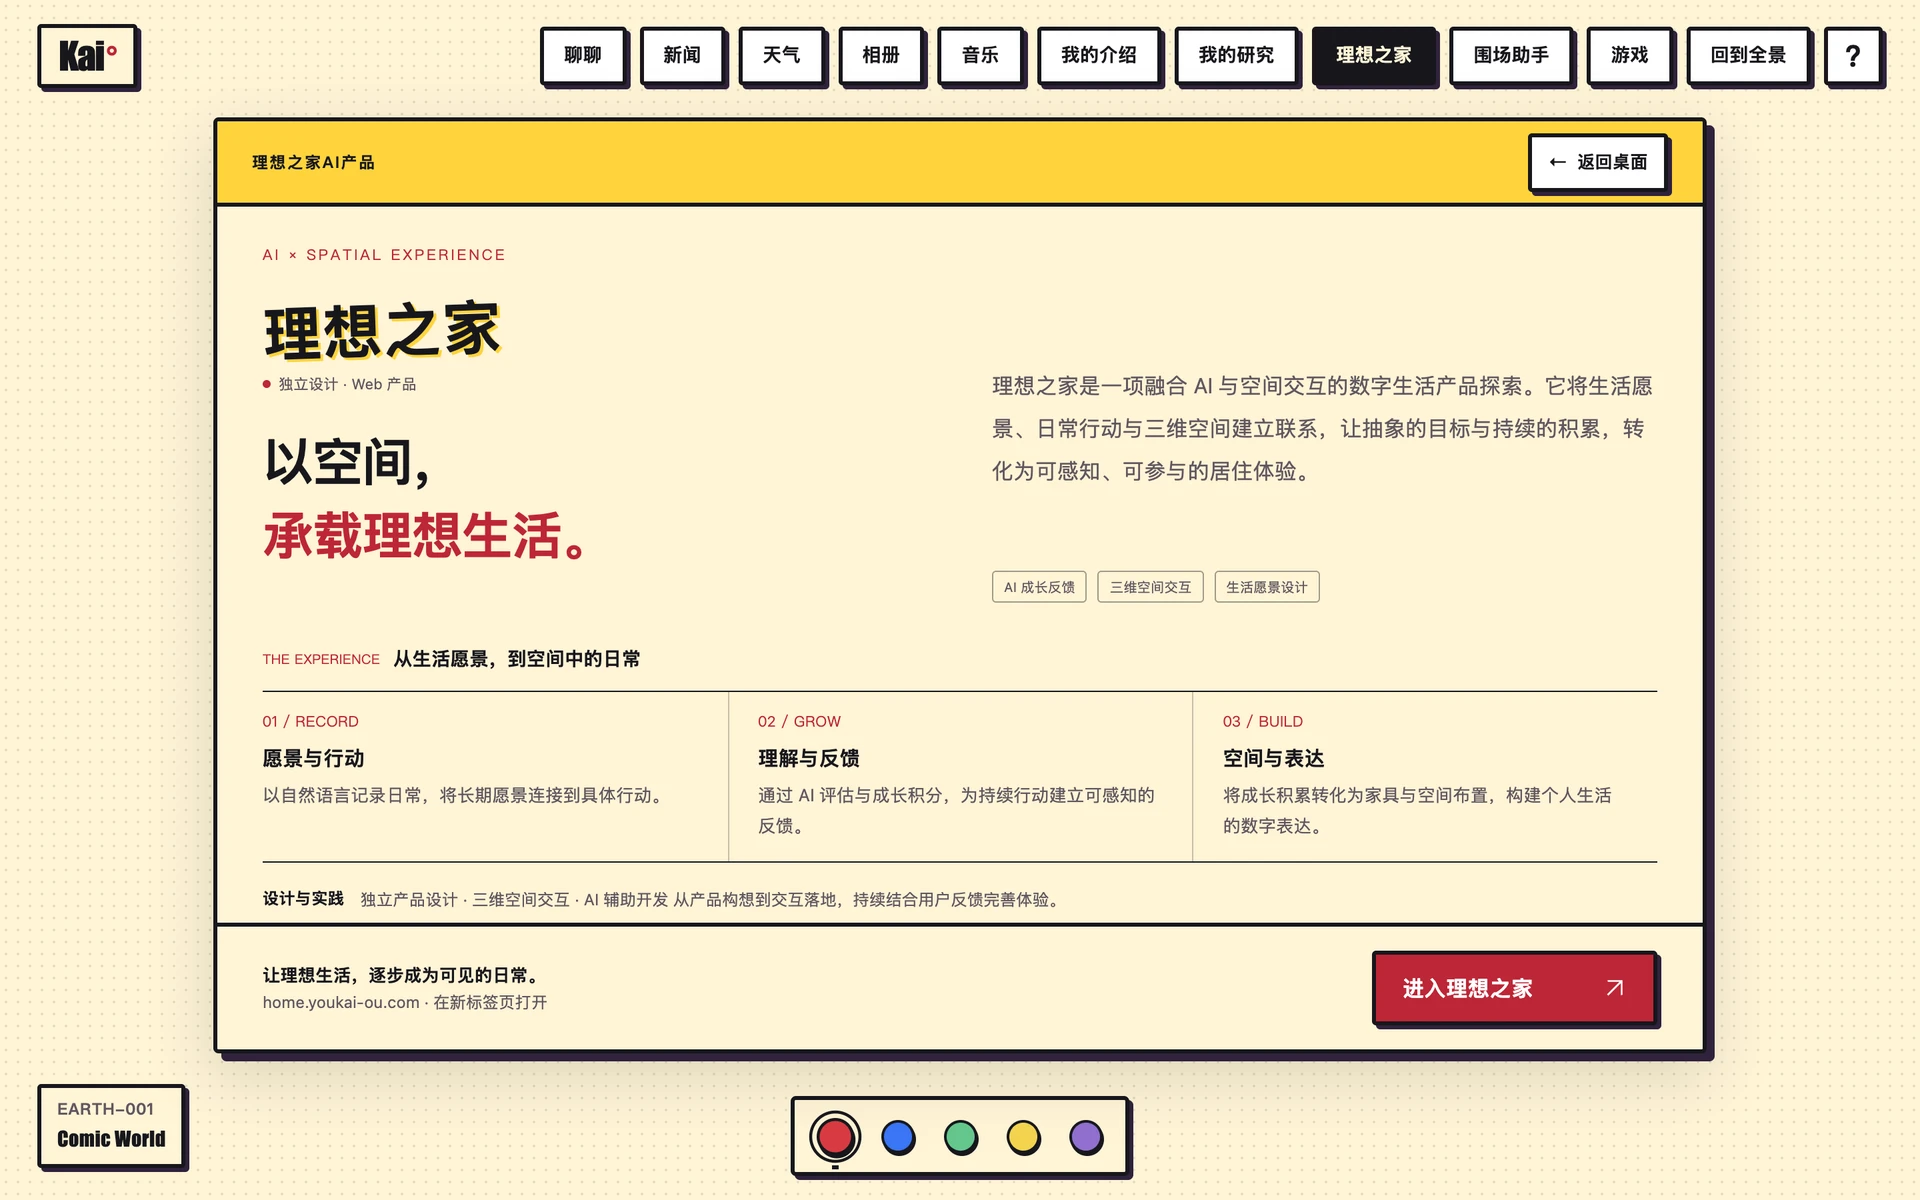 Kai
聊聊
新闻
天气
相册
音乐
我的介绍
我的研究
理想之家
围场助手
游戏
回到全景
?
理想之家AI产品
← 返回桌面
AI × SPATIAL EXPERIENCE
理想之家
独立设计 · Web 产品
以空间，
承载理想生活。
理想之家是一项融合 AI 与空间交互的数字生活产品探索。它将生活愿
景、日常行动与三维空间建立联系，让抽象的目标与持续的积累，转
化为可感知、可参与的居住体验。
AI 成长反馈
三维空间交互
生活愿景设计
THE EXPERIENCE 从生活愿景，到空间中的日常
01 / RECORD
愿景与行动
以自然语言记录日常，将长期愿景连接到具体行动。
02 / GROW
理解与反馈
通过 AI 评估与成长积分，为持续行动建立可感知的
反馈。
03 / BUILD
空间与表达
将成长积累转化为家具与空间布置，构建个人生活
的数字表达。
设计与实践 独立产品设计 · 三维空间交互 · AI 辅助开发 从产品构想到交互落地，持续结合用户反馈完善体验。
让理想生活，逐步成为可见的日常。
home.youkai-ou.com · 在新标签页打开
进入理想之家 ↗
EARTH-001
Comic World